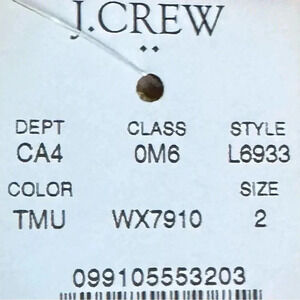 J.CREW
DEPT CLASS STYLE
CA4 0M6 L6933
COLOR SIZE
TMU WX7910 2
099105553203